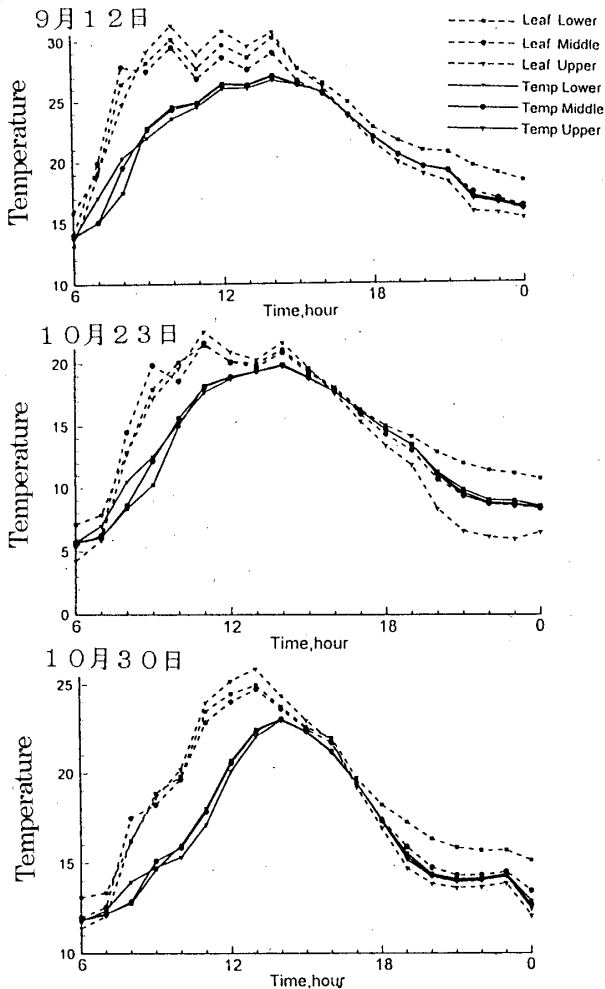 9月12日
Leaf Lower
Leaf Middle
Leaf Upper
Temp Lower
Temp Middle
Temp Upper
Temperature
30
25
20
15
10
6
12
18
0
Time,hour
10月23日
Temperature
20
15
10
5
0
6
12
18
0
Time,hour
10月30日
Temperature
25
20
15
10
6
12
18
0
Time,hour